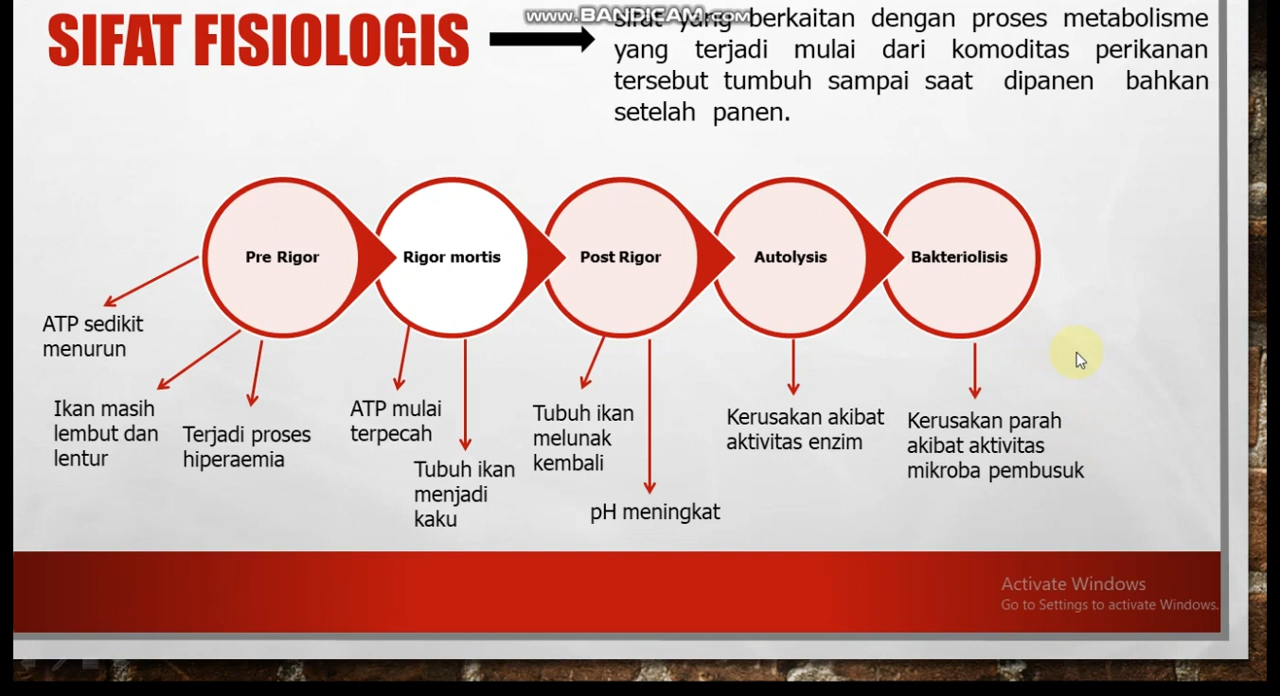 www.BANDICAM.com
SIFAT FISIOLOGIS
Sifat yang berkaitan dengan proses metabolisme
yang terjadi mulai dari komoditas perikanan
tersebut tumbuh sampai saat dipanen bahkan
setelah panen.
Pre Rigor
Rigor mortis
Post Rigor
Autolysis
Bakteriolisis
ATP sedikit
menurun
Ikan masih
lembut dan
lentur
Terjadi proses
hiperaemia
ATP mulai
terpecah
Tubuh ikan
menjadi
kaku
Tubuh ikan
melunak
kembali
pH meningkat
Kerusakan akibat
aktivitas enzim
Kerusakan parah
akibat aktivitas
mikroba pembusuk
Activate Windows
Go to Settings to activate Windows.